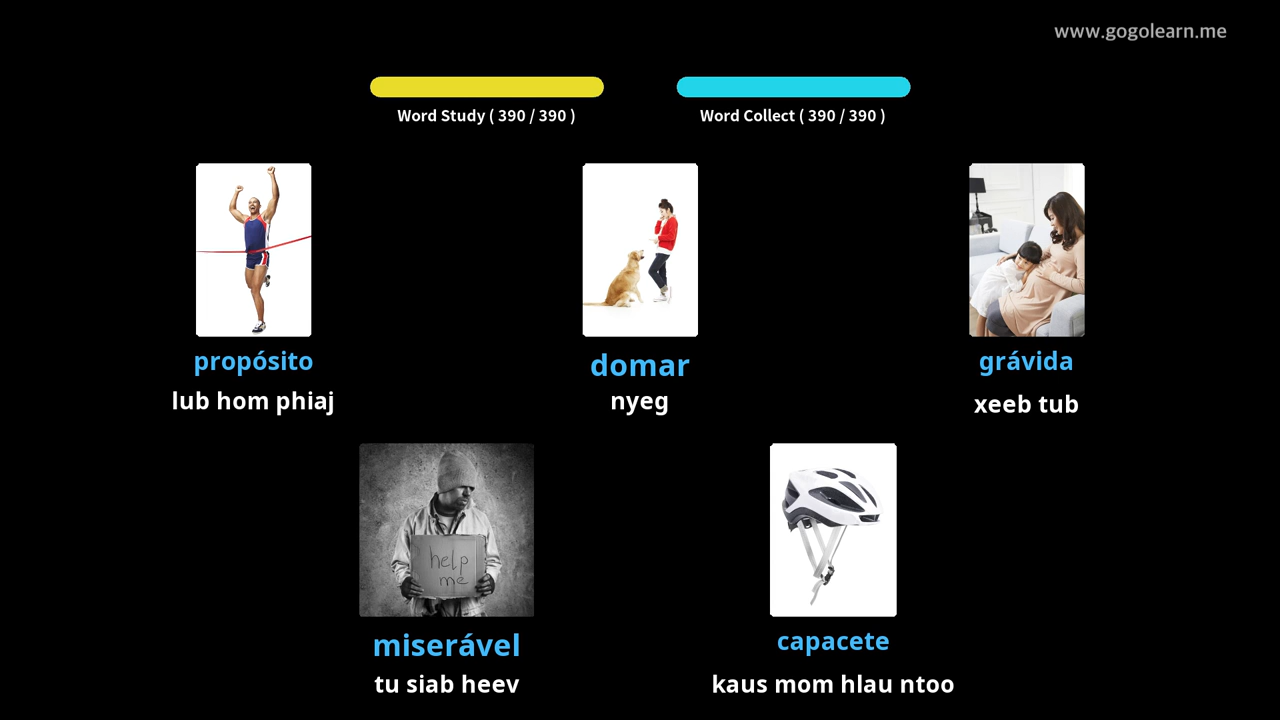 www.gogolearn.me
Word Study ( 390 / 390 )
Word Collect ( 390 / 390 )
propósito
domar
grávida
lub hom phiaj
nyeg
xeeb tub
help
me
miserável
capacete
tu siab heev
kaus mom hlau ntoo